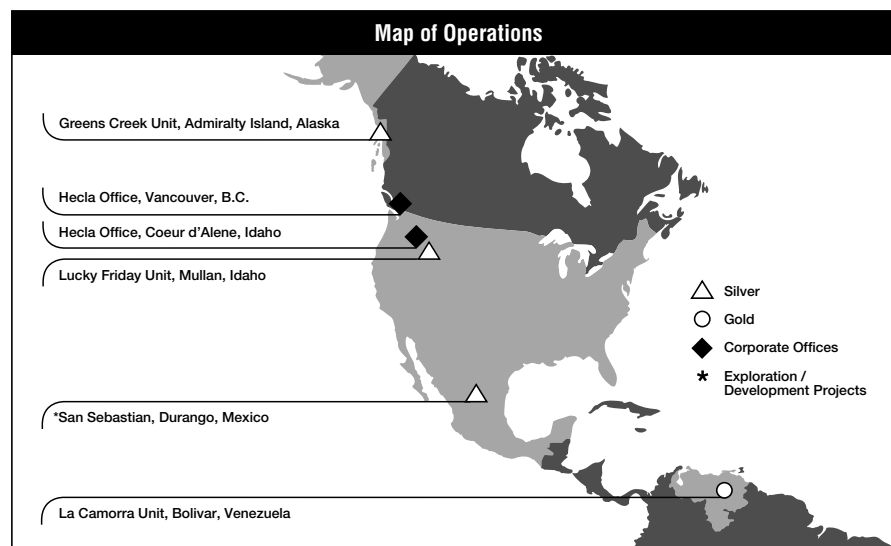 Map of Operations
Greens Creek Unit, Admiralty Island, Alaska
Hecla Office, Vancouver, B.C.
Hecla Office, Coeur d'Alene, Idaho
Lucky Friday Unit, Mullan, Idaho
*San Sebastian, Durango, Mexico
La Camorra Unit, Bolivar, Venezuela
Silver
Gold
Corporate Offices
* Exploration /
Development Projects